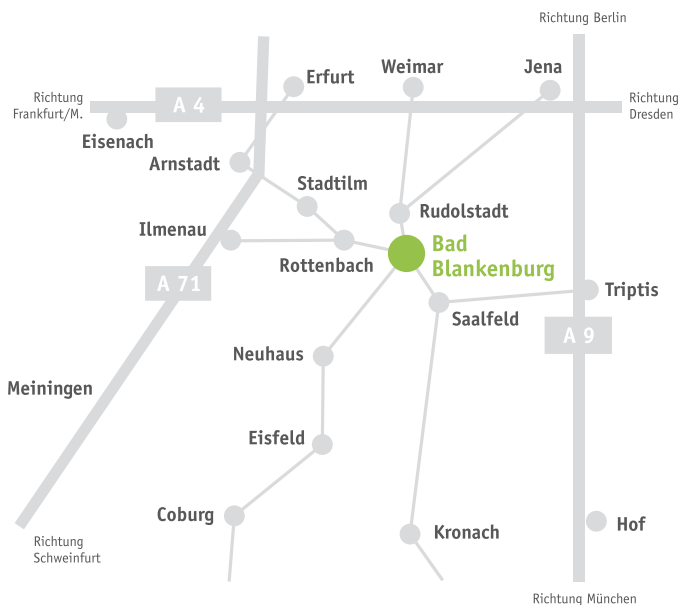 Richtung Berlin
Weimar
Jena
Erfurt
Richtung
Frankfurt/M.
A 4
Richtung
Dresden
Eisenach
Arnstadt
Stadtilm
Rudolstadt
Ilmenau
Rottenbach
Bad
Blankenburg
A 71
Triptis
Saalfeld
A 9
Neuhaus
Meiningen
Eisfeld
Coburg
Kronach
Hof
Richtung
Schweinfurt
Richtung München